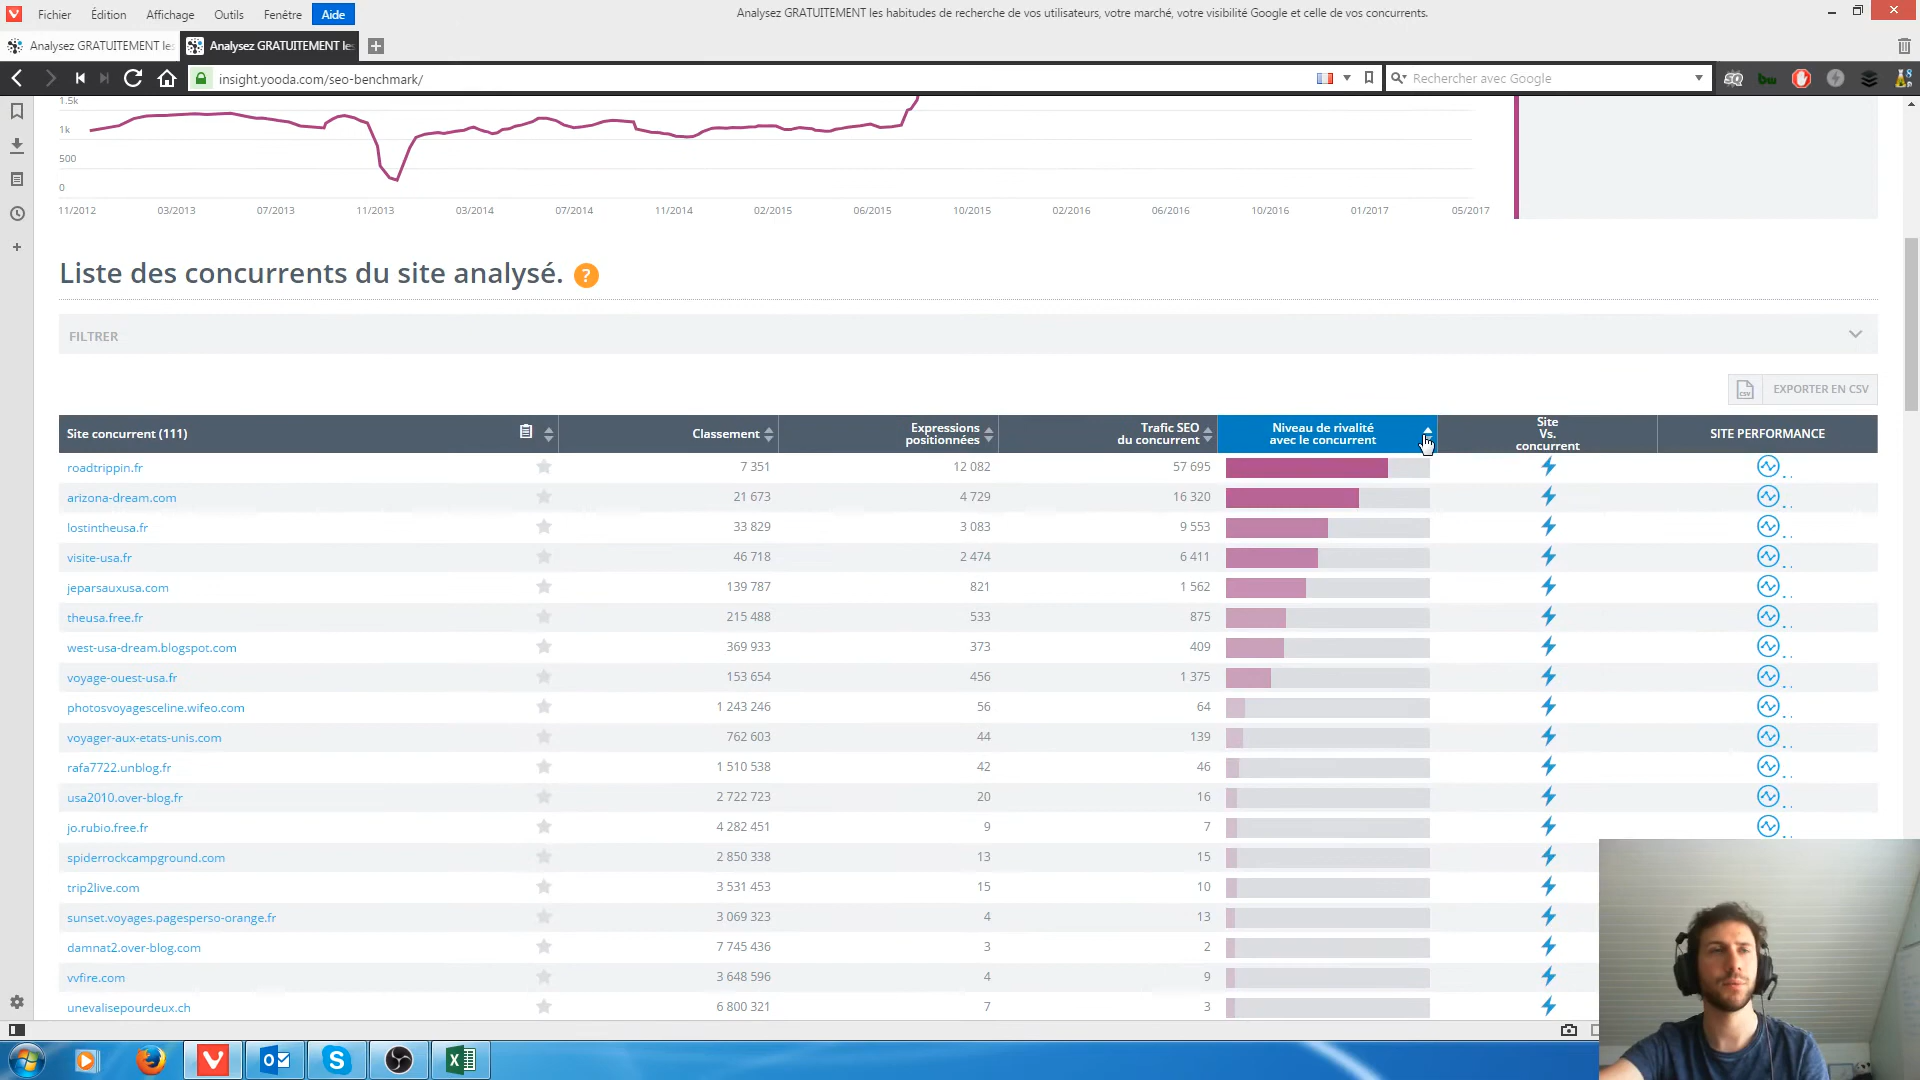 Fichier Édition Affichage Outils Fenêtre Aide
Analysez GRATUITEMENT les habitudes de recherche de vos utilisateurs, votre marché, votre visibilité Google et celle de vos concurrents.
Analysez GRATUITEMENT les
Analysez GRATUITEMENT les
insight.yooda.com/seo-benchmark/
Rechercher avec Google
1.5k
1k
500
0
11/2012 03/2013 07/2013 11/2013 03/2014 07/2014 11/2014 02/2015 06/2015 10/2015 02/2016 06/2016 10/2016 01/2017 05/2017
Liste des concurrents du site analysé. ?
FILTRER
CSV EXPORTER EN CSV
Site concurrent (111) Classement Expressions positionnées Trafic SEO du concurrent Niveau de rivalité avec le concurrent Site Vs. concurrent SITE PERFORMANCE
roadtrippin.fr 7 351 12 082 57 695
arizona-dream.com 21 673 4 729 16 320
lostintheusa.fr 33 829 3 083 9 553
visite-usa.fr 46 718 2 474 6 411
jeparsauxusa.com 139 787 821 1 562
theusa.free.fr 215 488 533 875
west-usa-dream.blogspot.com 369 933 373 409
voyage-ouest-usa.fr 153 654 456 1 375
photosvoyagesceline.wifeo.com 1 243 246 56 64
voyager-aux-etats-unis.com 762 603 44 139
rafa7722.unblog.fr 1 510 538 42 46
usa2010.over-blog.fr 2 722 723 20 16
jo.rubio.free.fr 4 282 451 9 7
spiderrockcampground.com 2 850 338 13 15
trip2live.com 3 531 453 15 10
sunset.voyages.pagesperso-orange.fr 3 069 323 4 13
damnat2.over-blog.com 7 745 436 3 2
vvfire.com 3 648 596 4 9
unevalisepourdeux.ch 6 800 321 7 3